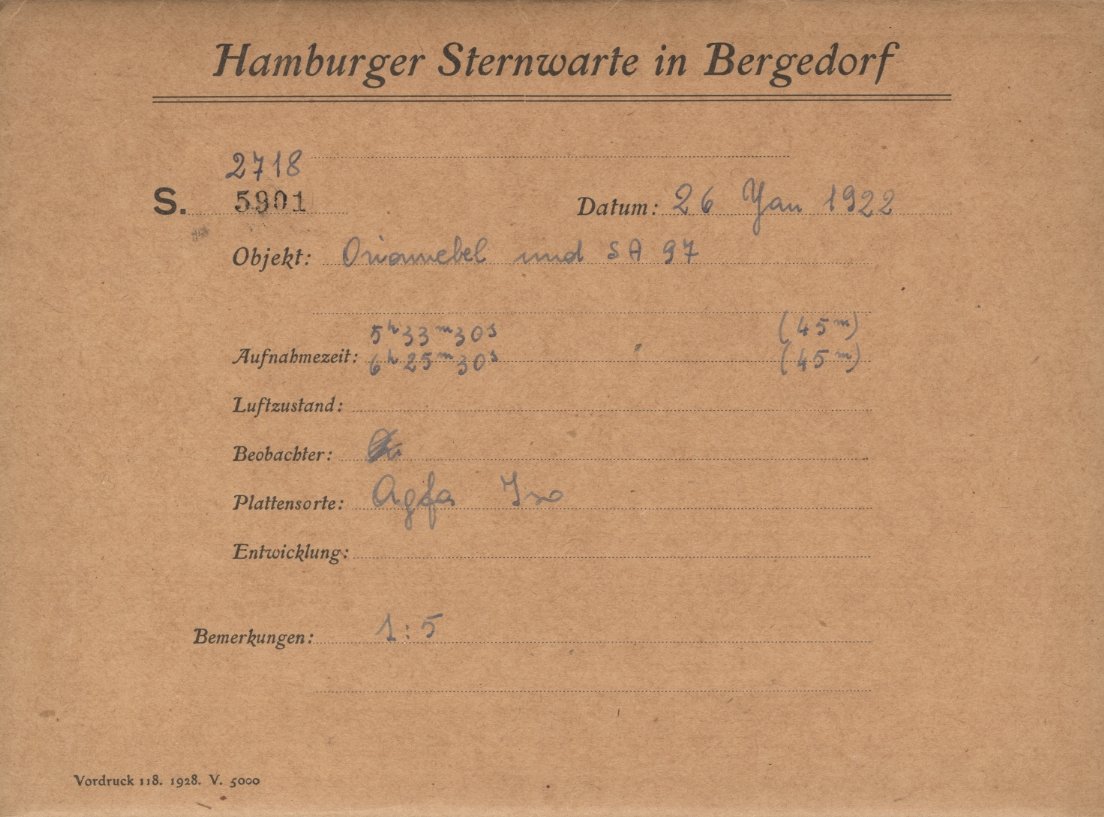 Hamburger Sternwarte in Bergedorf
2718
S. 5901
Datum: 26 Jan 1922
Objekt: Orionnebel und SA 97
5h 33m 30s (45m)
Aufnahmezeit: 6h 25m 30s (45m)
Luftzustand:
Beobachter:
Plattensorte: Agfa Iso
Entwicklung:
Bemerkungen: 1:5
Vordruck 118. 1928. V. 5000